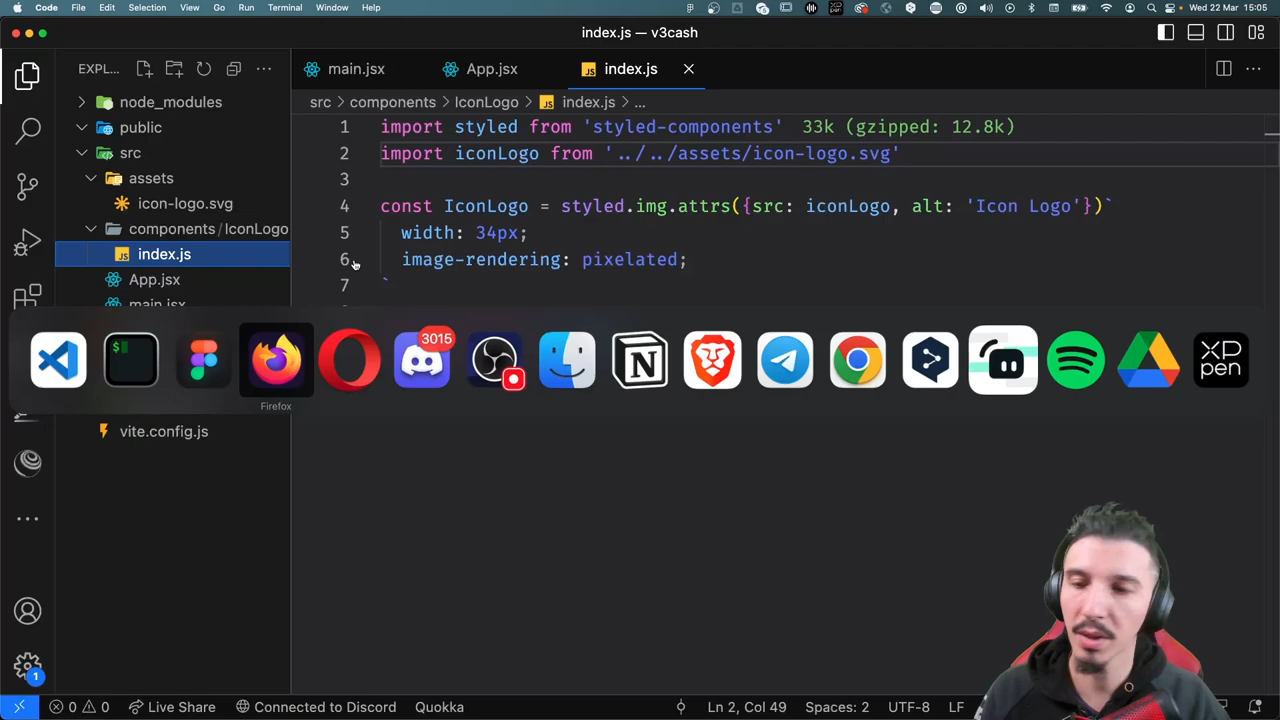 Code File Edit Selection View Go Run Terminal Window Help
Wed 22 Mar 15:05
index.js — v3cash
EXPL...
main.jsx
App.jsx
index.js
node_modules
public
src
assets
icon-logo.svg
components / IconLogo
index.js
App.jsx
main.jsx
vite.config.js
src > components > IconLogo > index.js > ...
1 import styled from 'styled-components' 33k (gzipped: 12.8k)
2 import iconLogo from '../../assets/icon-logo.svg'
3
4 const IconLogo = styled.img.attrs({src: iconLogo, alt: 'Icon Logo'})`
5 width: 34px;
6 image-rendering: pixelated;
7 `
$
3015
XP
pen
Firefox
1
0 0 Live Share Connected to Discord Quokka Ln 2, Col 49 Spaces: 2 UTF-8 LF